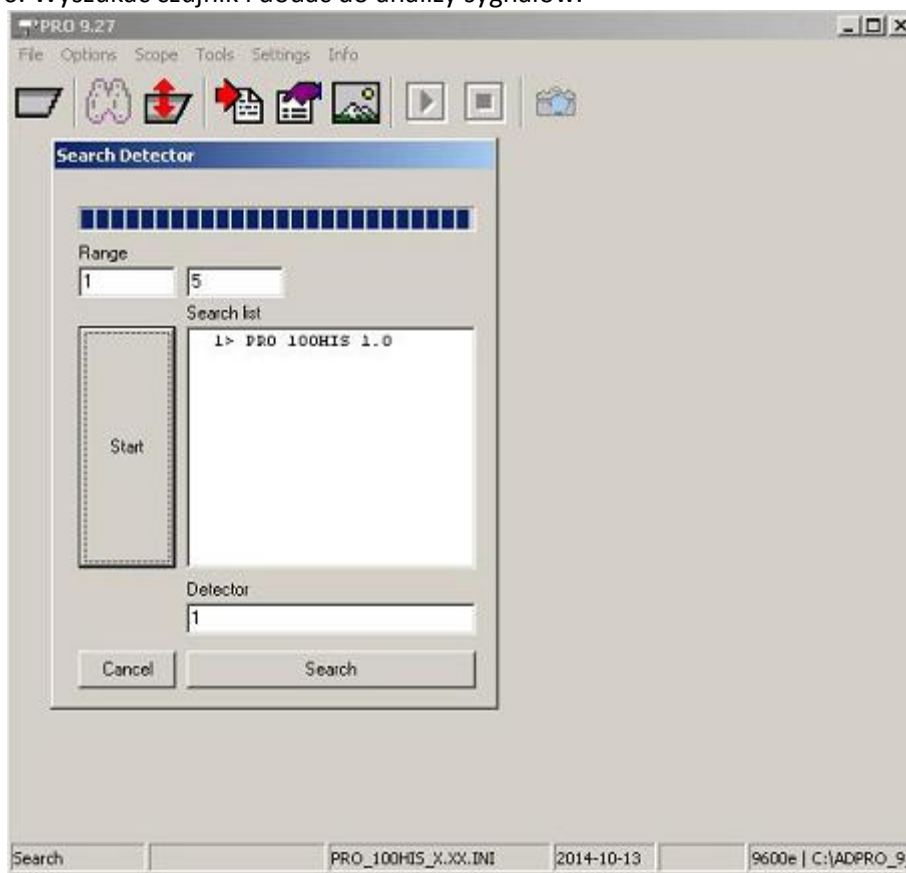 PRO 9.27
File Options Scope Tools Settings Info
Search Detector
Range
1 5
Search list
1> PRO 100HIS 1.0
Start
Detector
1
Cancel Search
Search PRO_100HIS_X.XX.INI 2014-10-13 9600e | C:\ADPRO_9